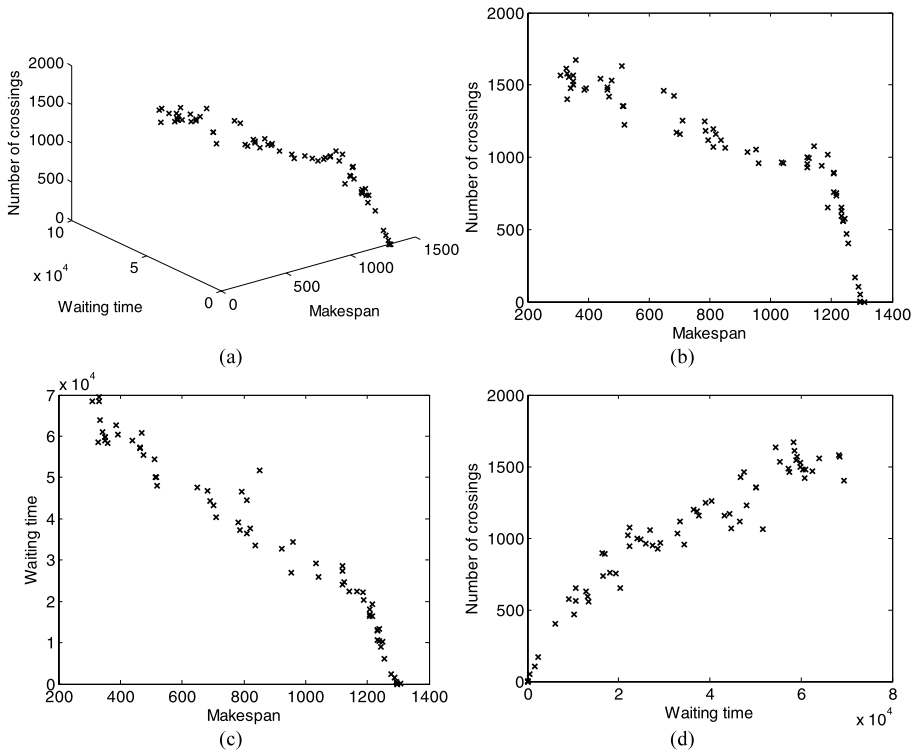 2000
1500
1000
500
0
10
5
0
x 10^4
Number of crossings
Waiting time
0
500
1000
1500
Makespan
(a)
2000
1500
1000
500
0
Number of crossings
200 400 600 800 1000 1200 1400
Makespan
(b)
x 10^4
7
6
5
4
3
2
1
0
Waiting time
200 400 600 800 1000 1200 1400
Makespan
(c)
2000
1500
1000
500
0
Number of crossings
0 2 4 6 8
Waiting time
x 10^4
(d)